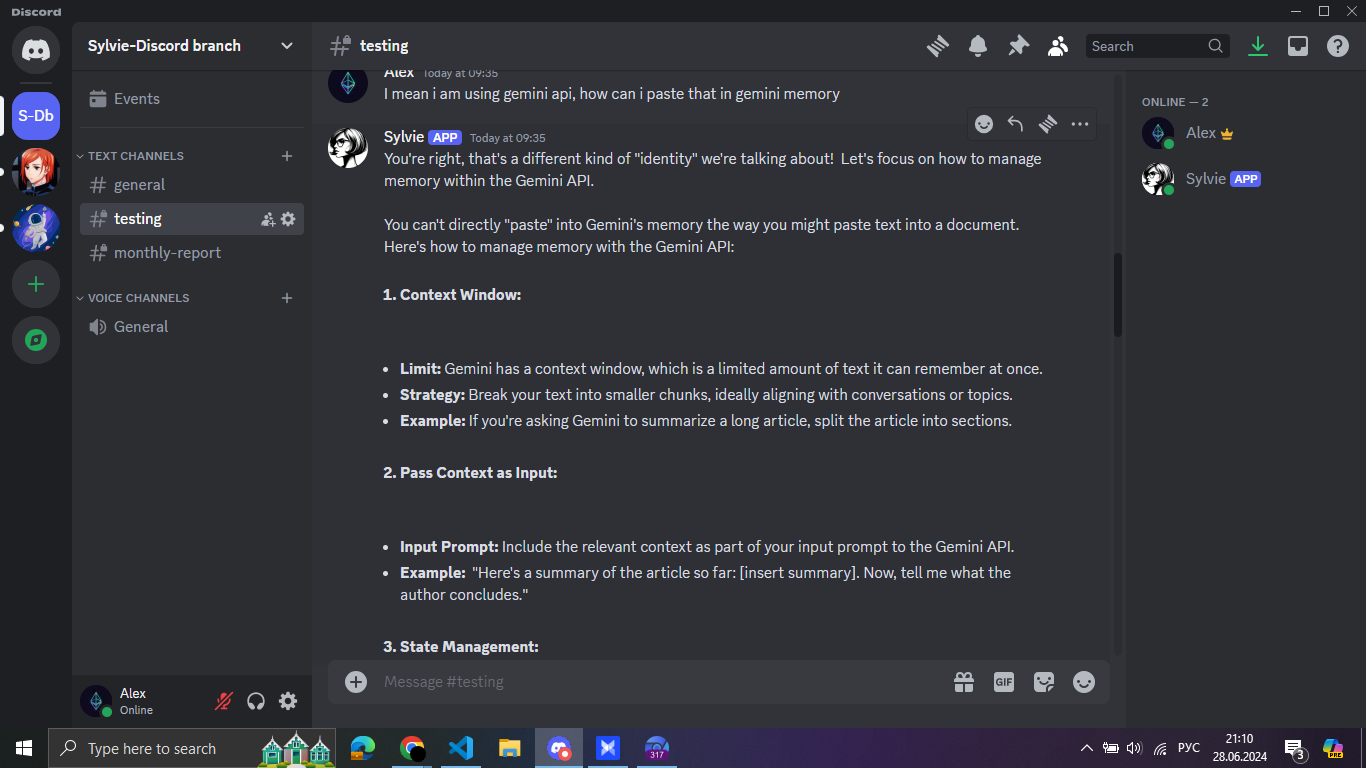 Discord
Sylvie-Discord branch
testing
Search
S-Db
Events
TEXT CHANNELS
general
testing
monthly-report
VOICE CHANNELS
General
Alex Today at 09:35
I mean i am using gemini api, how can i paste that in gemini memory
Sylvie APP Today at 09:35
You're right, that's a different kind of "identity" we're talking about! Let's focus on how to manage
memory within the Gemini API.
You can't directly "paste" into Gemini's memory the way you might paste text into a document.
Here's how to manage memory with the Gemini API:
1. Context Window:
• Limit: Gemini has a context window, which is a limited amount of text it can remember at once.
• Strategy: Break your text into smaller chunks, ideally aligning with conversations or topics.
• Example: If you're asking Gemini to summarize a long article, split the article into sections.
2. Pass Context as Input:
• Input Prompt: Include the relevant context as part of your input prompt to the Gemini API.
• Example: "Here's a summary of the article so far: [insert summary]. Now, tell me what the
author concludes."
3. State Management:
Message #testing
GIF
ONLINE — 2
Alex
Sylvie APP
Alex
Online
Type here to search
317
РУС
21:10
28.06.2024
3
PRE